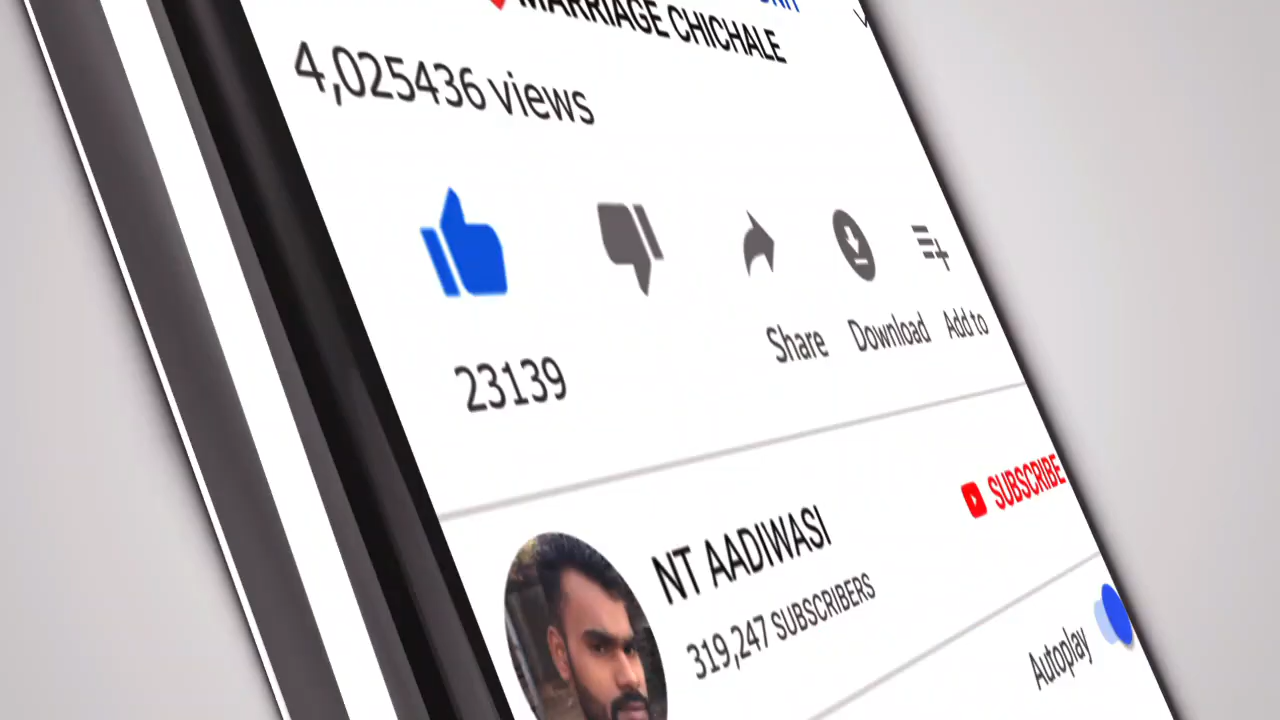 MARRIAGE CHICHALE
4,025436 views
23139
Share Download Add to
NT AADIWASI
319,247 SUBSCRIBERS
SUBSCRIBE
Autoplay